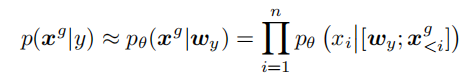 p(𝒙^g|y) ≈ p_θ(𝒙^g|𝒘_y) = ∏_{i=1}^{n} p_θ (x_i|[𝒘_y; 𝒙^g_{<i}])